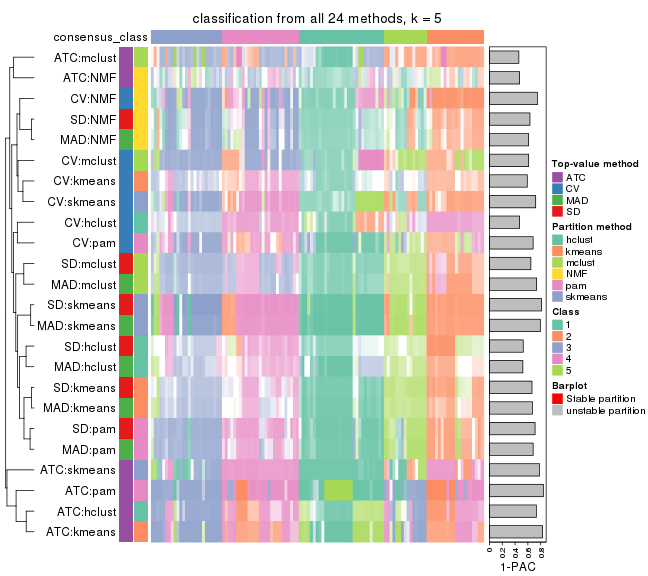 classification from all 24 methods, k = 5
consensus_class
ATC:mclust
ATC:NMF
CV:NMF
SD:NMF
MAD:NMF
CV:mclust
CV:kmeans
CV:skmeans
CV:hclust
CV:pam
SD:mclust
MAD:mclust
SD:skmeans
MAD:skmeans
SD:hclust
MAD:hclust
SD:kmeans
MAD:kmeans
SD:pam
MAD:pam
ATC:skmeans
ATC:pam
ATC:hclust
ATC:kmeans
0
0.2
0.4
0.6
0.8
1-PAC
Top-value method
ATC
CV
MAD
SD
Partition method
hclust
kmeans
mclust
NMF
pam
skmeans
Class
1
2
3
4
5
Barplot
Stable partition
unstable partition